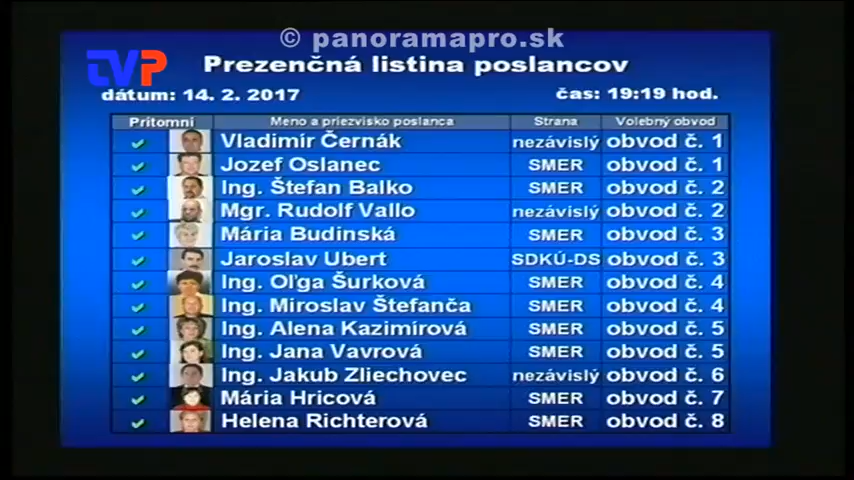 © panoramapro.sk
TVP
Prezenčná listina poslancov
dátum: 14. 2. 2017 čas: 19:19 hod.
Prítomní Meno a priezvisko poslanca Strana Volebný obvod
Vladimír Černák nezávislý obvod č. 1
Jozef Oslanec SMER obvod č. 1
Ing. Štefan Balko SMER obvod č. 2
Mgr. Rudolf Vallo nezávislý obvod č. 2
Mária Budinská SMER obvod č. 3
Jaroslav Ubert SDKÚ-DS obvod č. 3
Ing. Oľga Šurková SMER obvod č. 4
Ing. Miroslav Štefanča SMER obvod č. 4
Ing. Alena Kazimírová SMER obvod č. 5
Ing. Jana Vavrová SMER obvod č. 5
Ing. Jakub Zliechovec nezávislý obvod č. 6
Mária Hricová SMER obvod č. 7
Helena Richterová SMER obvod č. 8